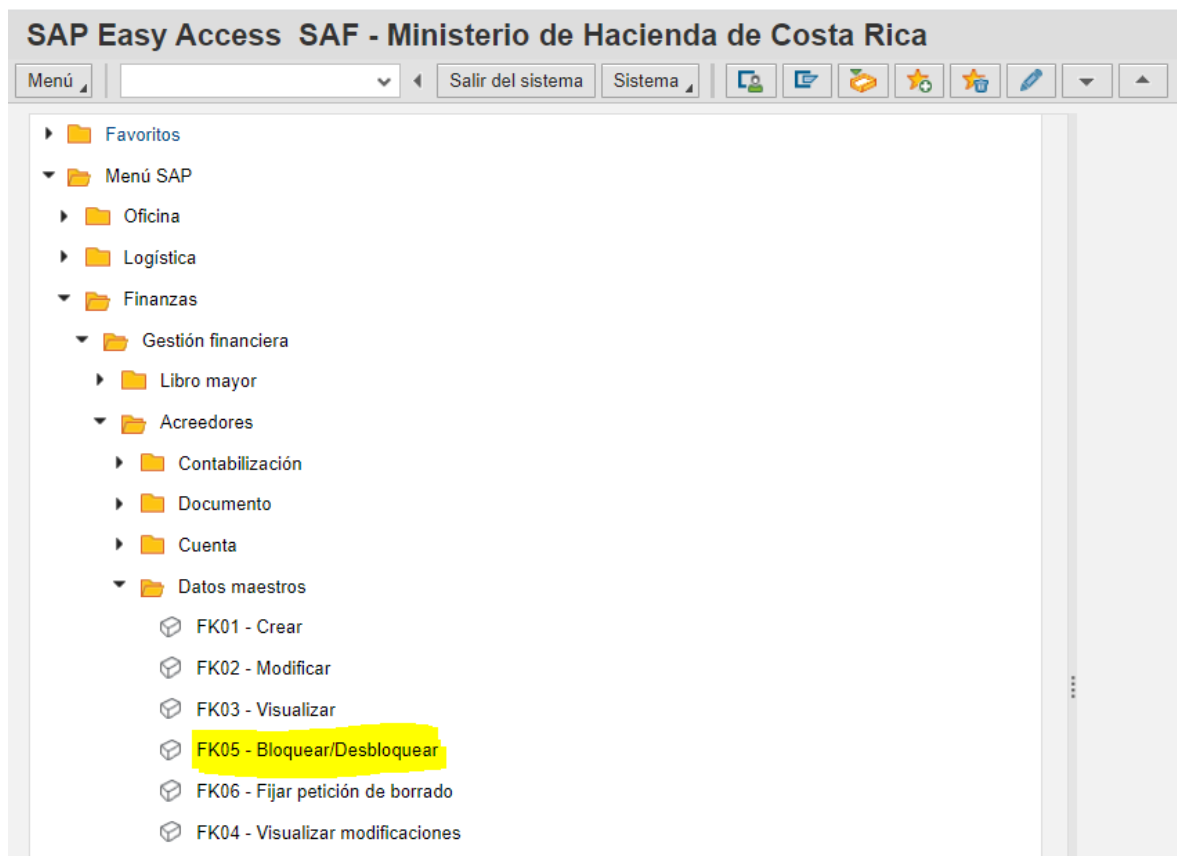 SAP Easy Access SAF - Ministerio de Hacienda de Costa Rica
Menú Salir del sistema Sistema
Favoritos
Menú SAP
Oficina
Logística
Finanzas
Gestión financiera
Libro mayor
Acreedores
Contabilización
Documento
Cuenta
Datos maestros
FK01 - Crear
FK02 - Modificar
FK03 - Visualizar
FK05 - Bloquear/Desbloquear
FK06 - Fijar petición de borrado
FK04 - Visualizar modificaciones